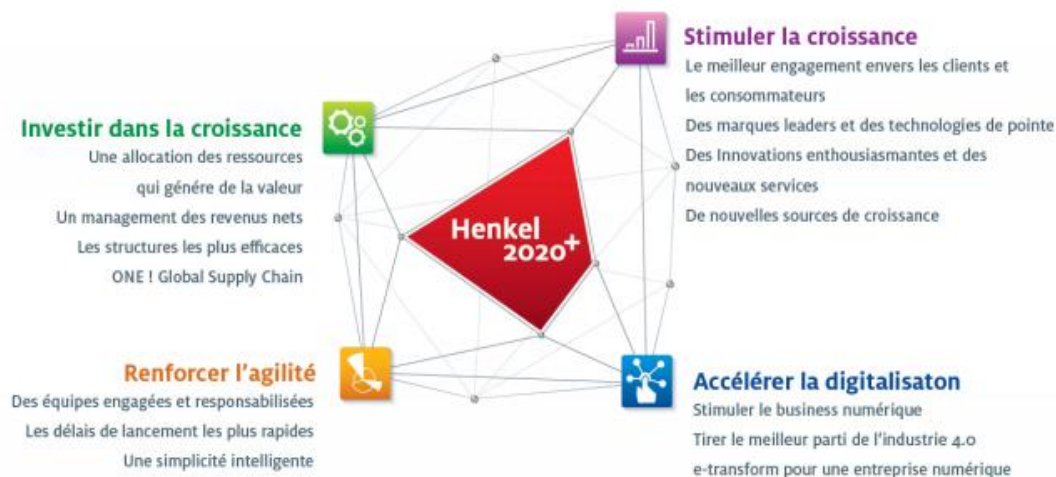 Stimuler la croissance
Le meilleur engagement envers les clients et
les consommateurs
Des marques leaders et des technologies de pointe
Des Innovations enthousiasmantes et des
nouveaux services
De nouvelles sources de croissance
Investir dans la croissance
Une allocation des ressources
qui génére de la valeur
Un management des revenus nets
Les structures les plus efficaces
ONE ! Global Supply Chain
Henkel
2020+
Renforcer l'agilité
Des équipes engagées et responsabilisées
Les délais de lancement les plus rapides
Une simplicité intelligente
Accélérer la digitalisaton
Stimuler le business numérique
Tirer le meilleur parti de l'industrie 4.0
e-transform pour une entreprise numérique